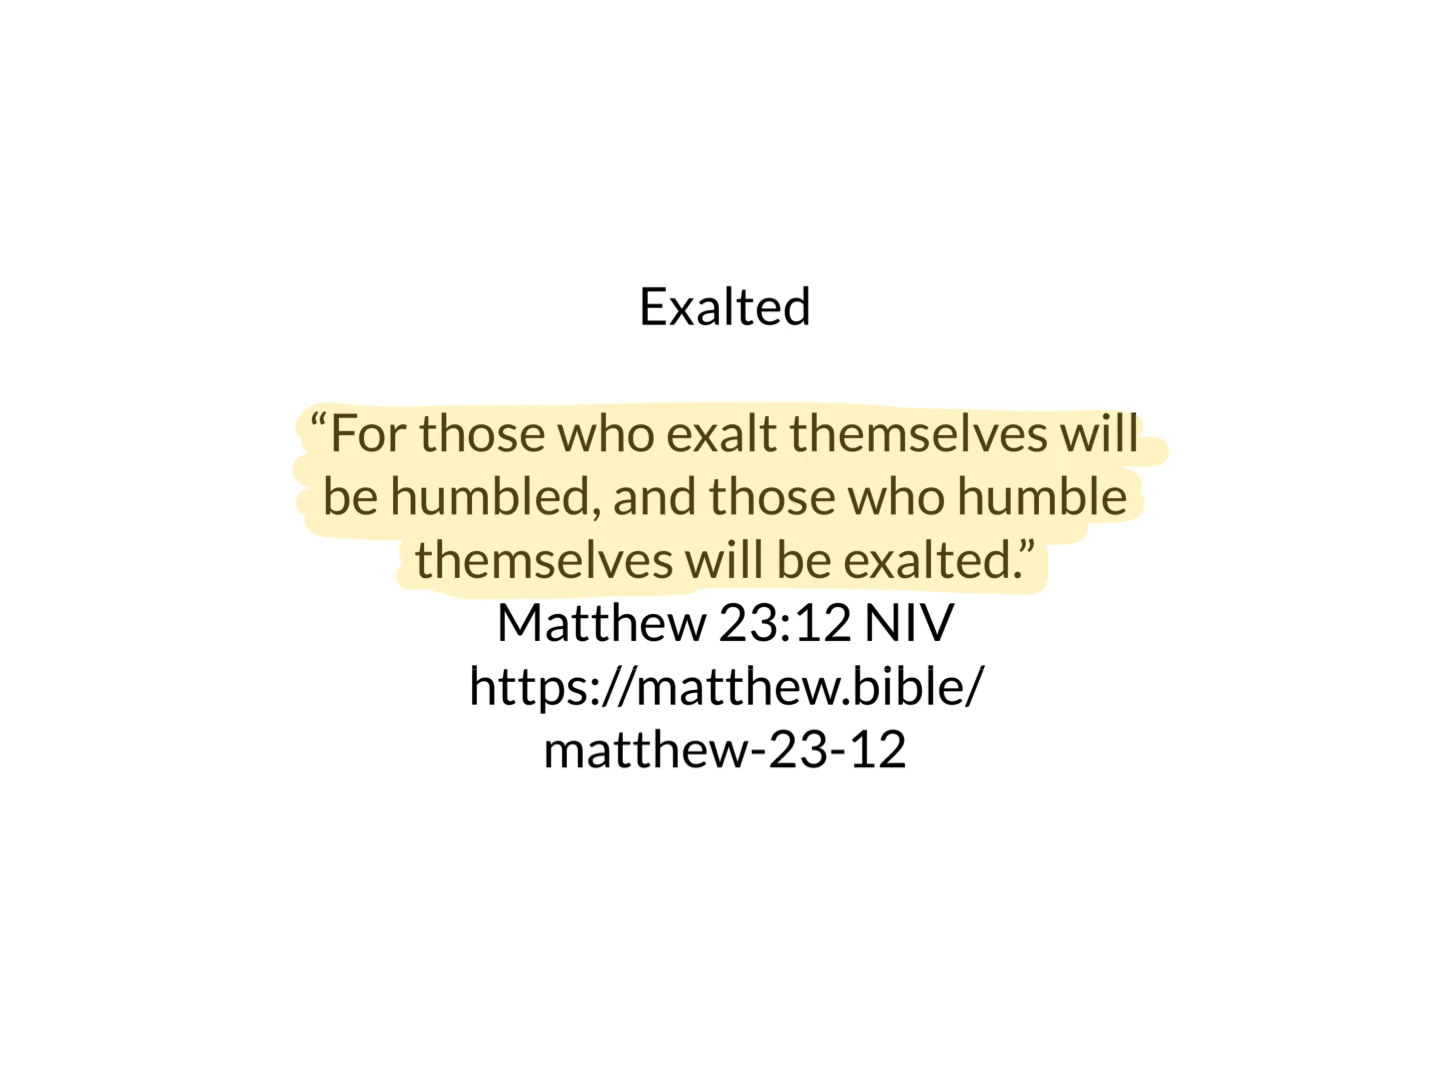 Exalted
“For those who exalt themselves will
be humbled, and those who humble
themselves will be exalted.”
Matthew 23:12 NIV
https://matthew.bible/
matthew-23-12